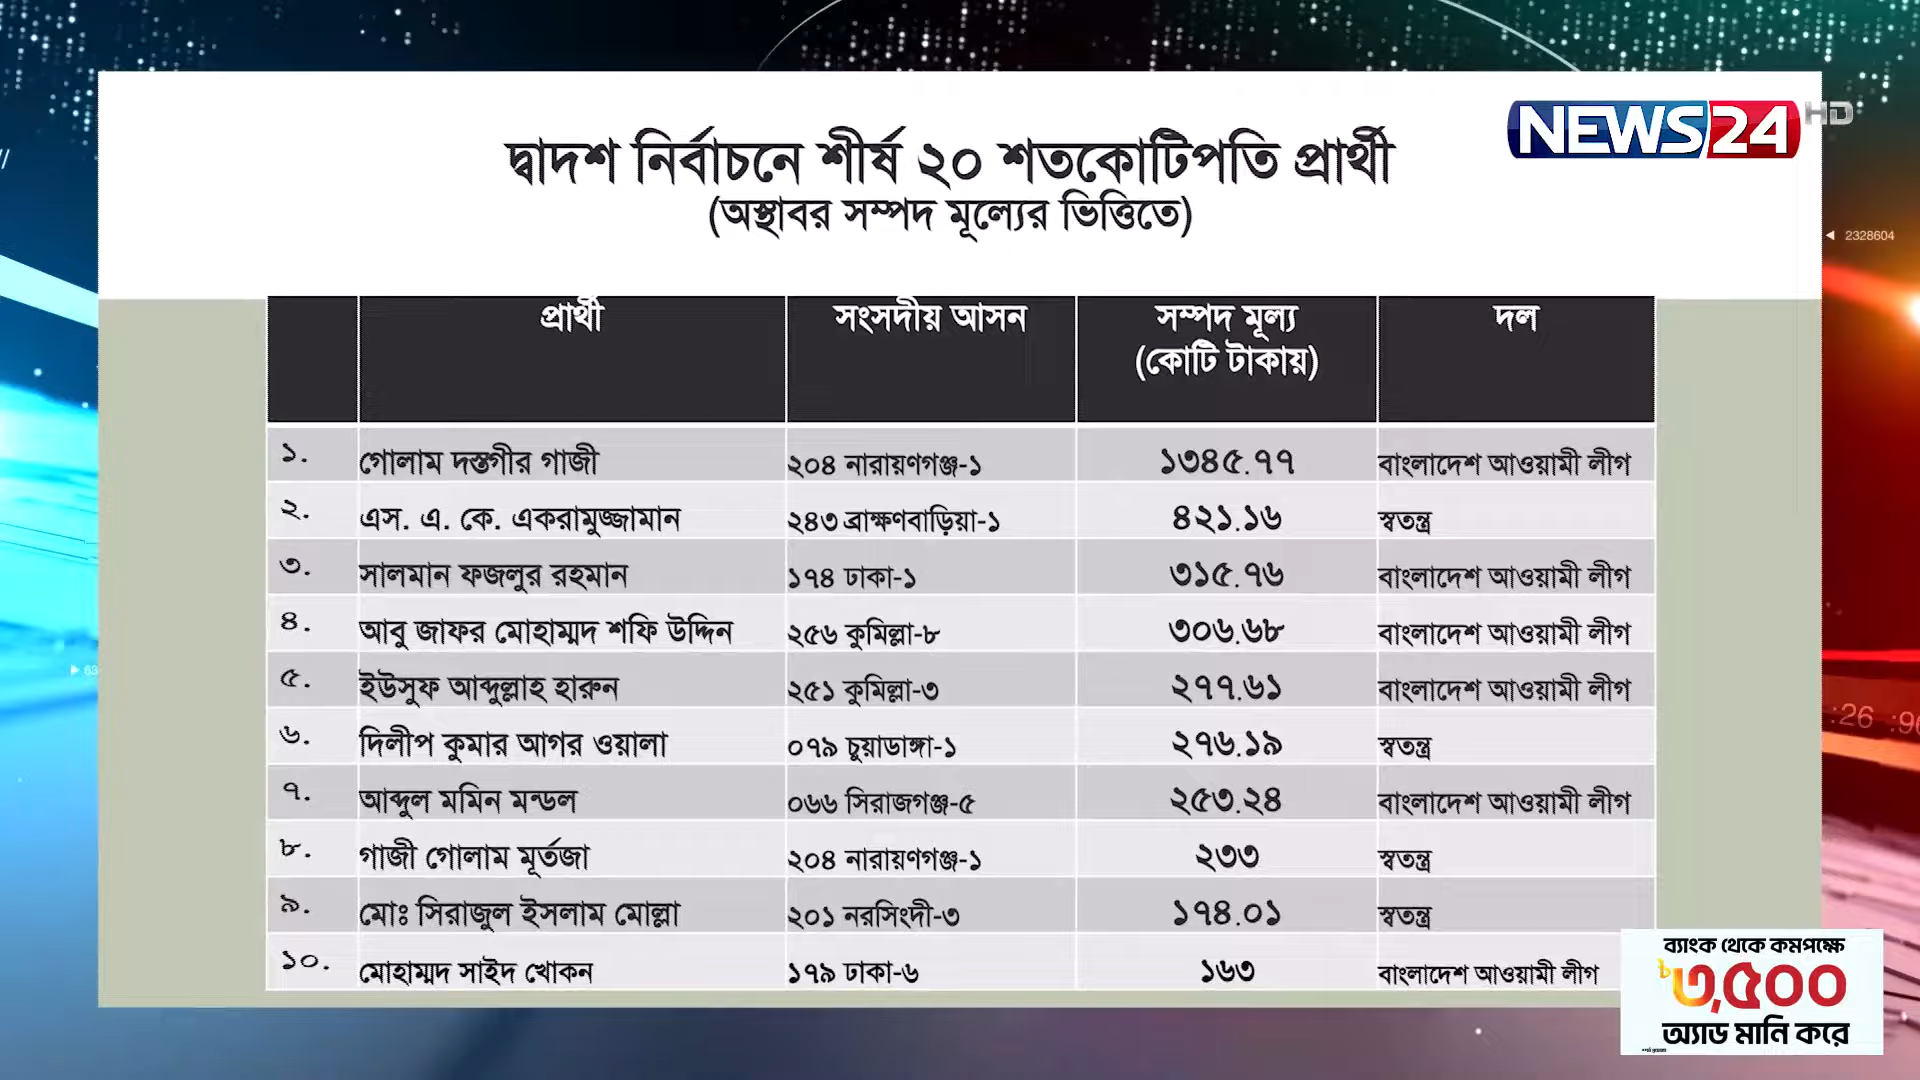 দ্বাদশ নির্বাচনে শীর্ষ ২০ শতকোটিপতি প্রার্থী
(অস্থাবর সম্পদ মূল্যের ভিত্তিতে)
NEWS24 HD
2328604
প্রার্থী সংসদীয় আসন সম্পদ মূল্য (কোটি টাকায়) দল
১. গোলাম দস্তগীর গাজী ২০৪ নারায়ণগঞ্জ-১ ১৩৪৫.৭৭ বাংলাদেশ আওয়ামী লীগ
২. এস. এ. কে. একরামুজ্জামান ২৪৩ ব্রাহ্মণবাড়িয়া-১ ৪২১.১৬ স্বতন্ত্র
৩. সালমান ফজলুর রহমান ১৭৪ ঢাকা-১ ৩১৫.৭৬ বাংলাদেশ আওয়ামী লীগ
৪. আবু জাফর মোহাম্মদ শফি উদ্দিন ২৫৬ কুমিল্লা-৮ ৩০৬.৬৮ বাংলাদেশ আওয়ামী লীগ
৫. ইউসুফ আব্দুল্লাহ হারুন ২৫১ কুমিল্লা-৩ ২৭৭.৬১ বাংলাদেশ আওয়ামী লীগ
৬. দিলীপ কুমার আগর ওয়ালা ০৭৯ চুয়াডাঙ্গা-১ ২৭৬.১৯ স্বতন্ত্র
৭. আব্দুল মমিন মন্ডল ০৬৬ সিরাজগঞ্জ-৫ ২৫৩.২৪ বাংলাদেশ আওয়ামী লীগ
৮. গাজী গোলাম মূর্তজা ২০৪ নারায়ণগঞ্জ-১ ২৩৩ স্বতন্ত্র
৯. মোঃ সিরাজুল ইসলাম মোল্লা ২০১ নরসিংদী-৩ ১৭৪.০১ স্বতন্ত্র
১০. মোহাম্মদ সাইদ খোকন ১৭৯ ঢাকা-৬ ১৬৩ বাংলাদেশ আওয়ামী লীগ
ব্যাংক থেকে কমপক্ষে
৳৩,৫০০
অ্যাড মানি করে